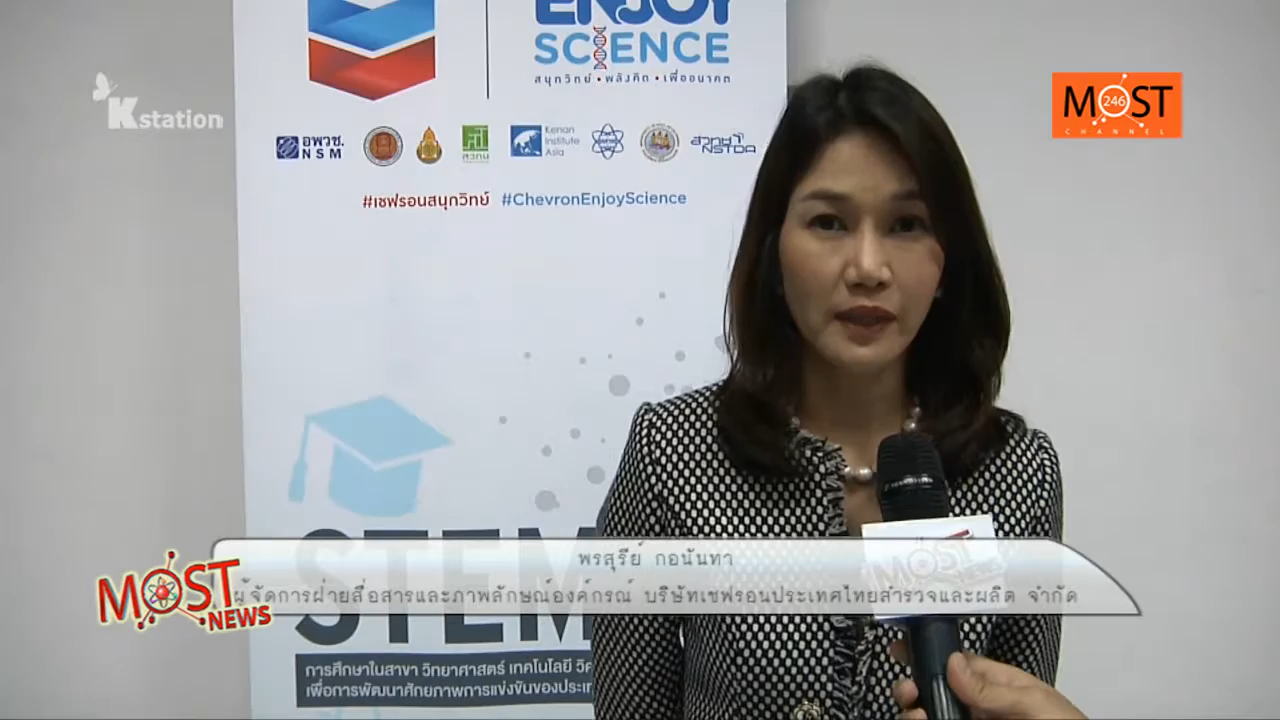 ENJOY
SCIENCE
สนุกวิทย์ • พลังคิด • เพื่ออนาคต
Kstation
MOST
246
CHANNEL
อพวช.
NSM
สวทน
Kenan
Institute
Asia
สวทช
NSTDA
#เชฟรอนสนุกวิทย์ #ChevronEnjoyScience
STEM
พรสุรีย์ กอนันทา
ผู้จัดการฝ่ายสื่อสารและภาพลักษณ์องค์กรณ์ บริษัทเชฟรอนประเทศไทยสำรวจและผลิต จำกัด
MOST
NEWS
การศึกษาในสาขา วิทยาศาสตร์ เทคโนโลยี วิ
เพื่อการพัฒนาศักยภาพการแข่งขันของประเท